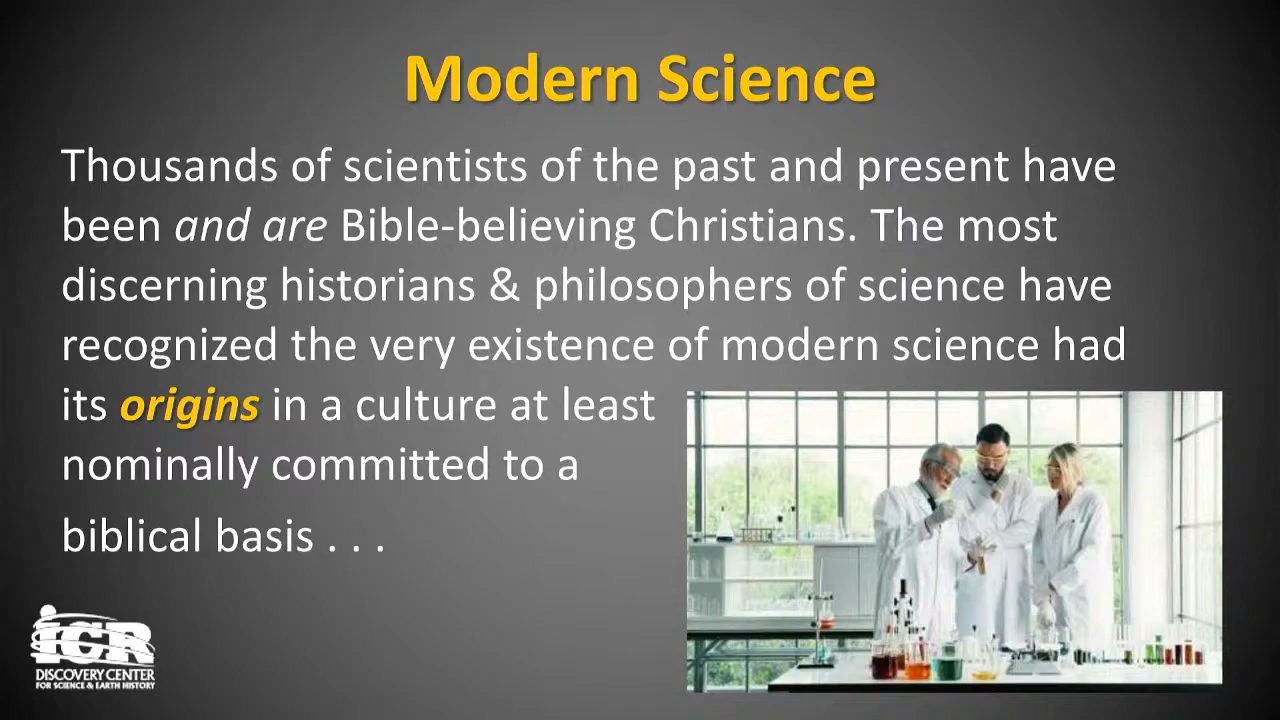 Modern Science
Thousands of scientists of the past and present have
been and are Bible-believing Christians. The most
discerning historians & philosophers of science have
recognized the very existence of modern science had
its origins in a culture at least
nominally committed to a
biblical basis . . .
ICR
DISCOVERY CENTER
FOR SCIENCE & EARTH HISTORY